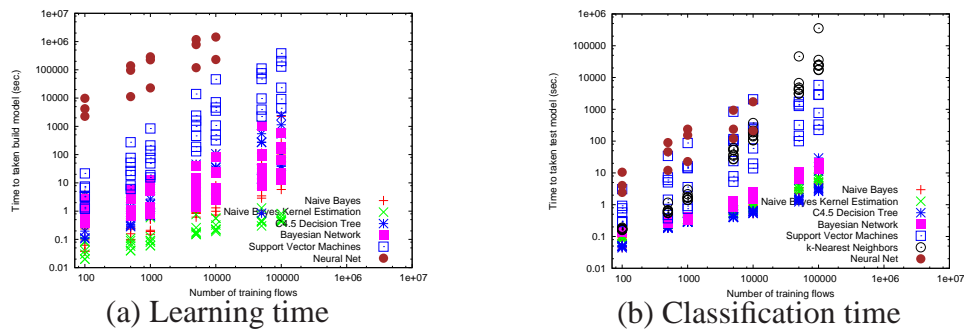 1e+07
1e+06
100000
10000
1000
100
10
1
0.1
0.01
100
1000
10000
100000
1e+06
1e+07
Time to taken build model (sec.)
Number of training flows
Naive Bayes
Naive Bayes Kernel Estimation
C4.5 Decision Tree
Bayesian Network
Support Vector Machines
Neural Net
(a) Learning time
1e+06
100000
10000
1000
100
10
1
0.1
0.01
100
1000
10000
100000
1e+06
1e+07
Time to taken test model (sec.)
Number of training flows
Naive Bayes
Naive Bayes Kernel Estimation
C4.5 Decision Tree
Bayesian Network
Support Vector Machines
k-Nearest Neighbors
Neural Net
(b) Classification time